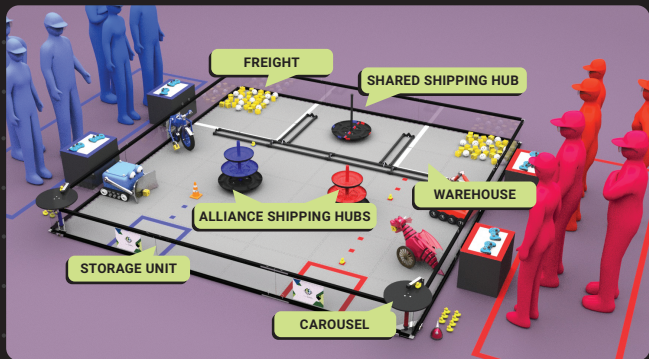 FREIGHT
SHARED SHIPPING HUB
WAREHOUSE
ALLIANCE SHIPPING HUBS
STORAGE UNIT
CAROUSEL